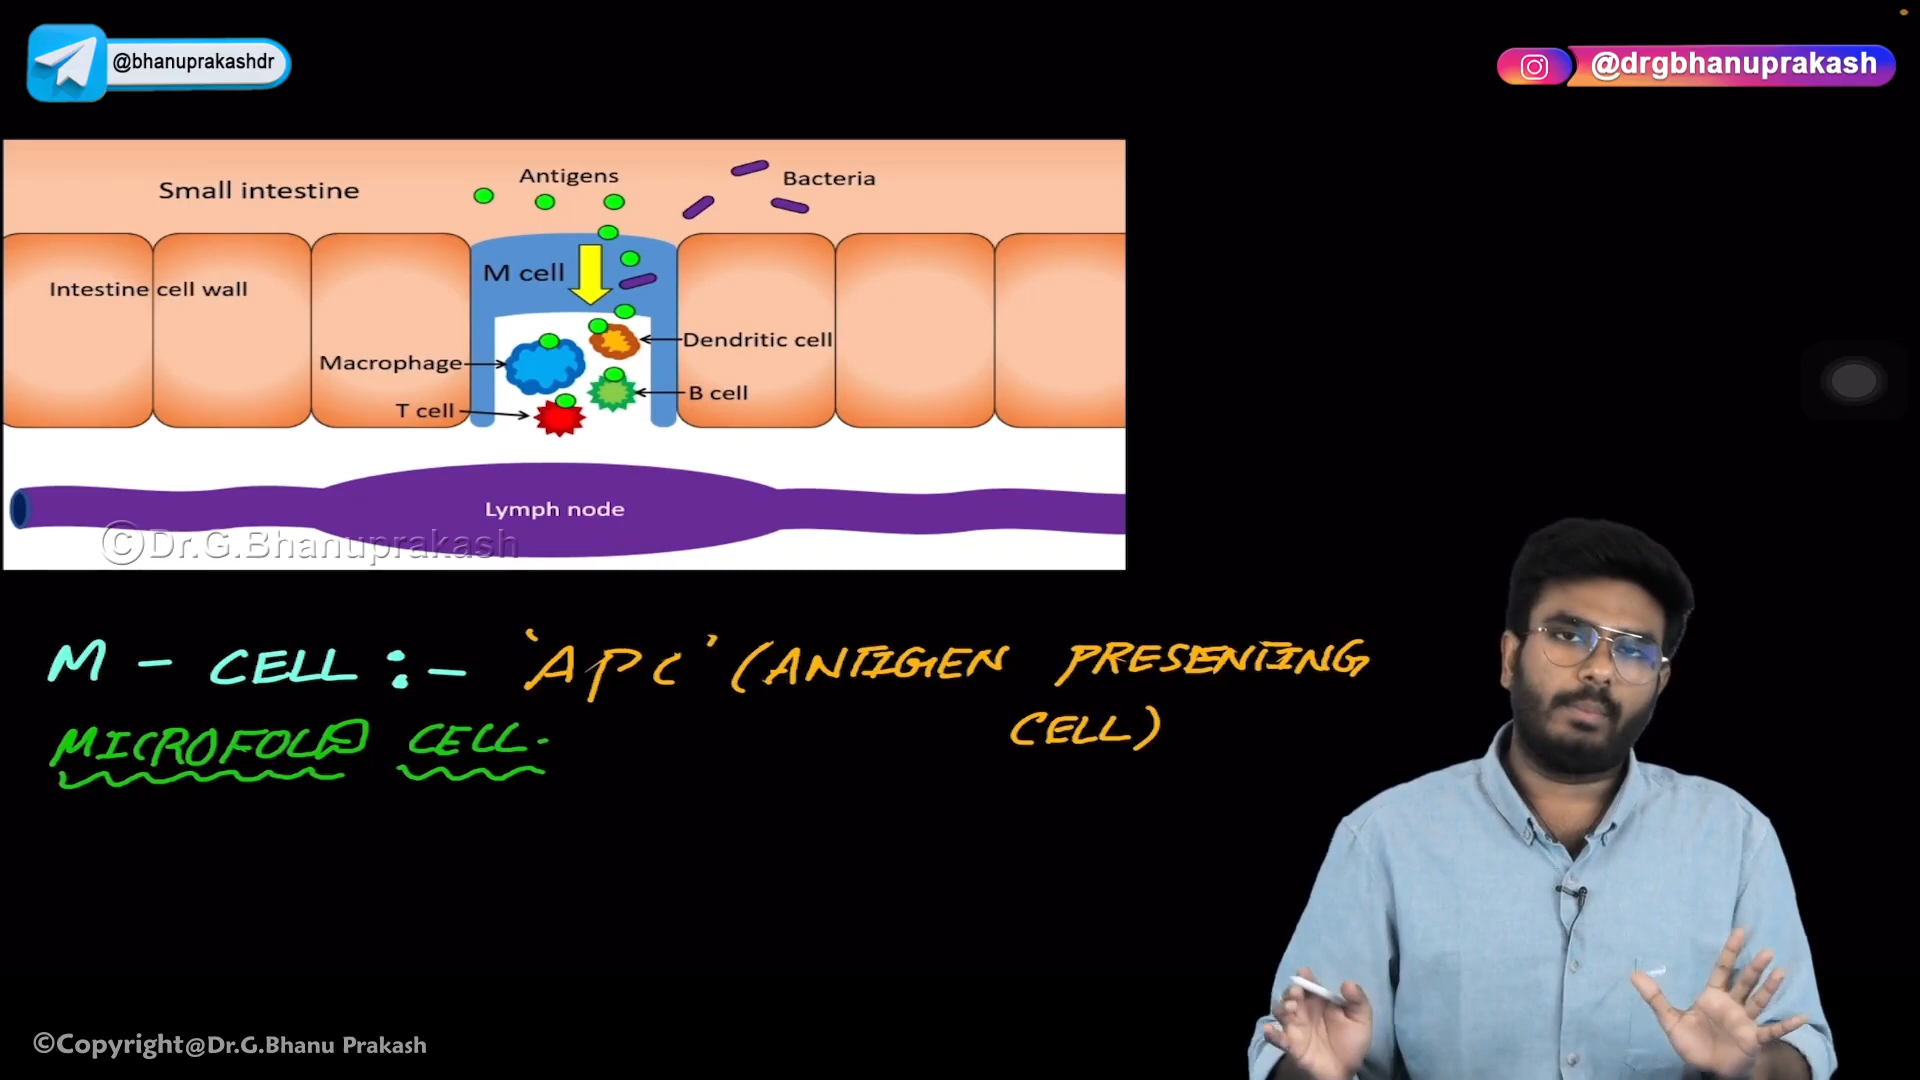 @bhanuprakashdr
@drgbhanuprakash
Antigens
Bacteria
Small intestine
M cell
Intestine cell wall
Dendritic cell
Macrophage
B cell
T cell
Lymph node
©Dr.G.Bhanuprakash
M - CELL :- 'APC' (ANTIGEN PRESENTING
CELL)
MICROFOLD CELL.
©Copyright@Dr.G.Bhanu Prakash